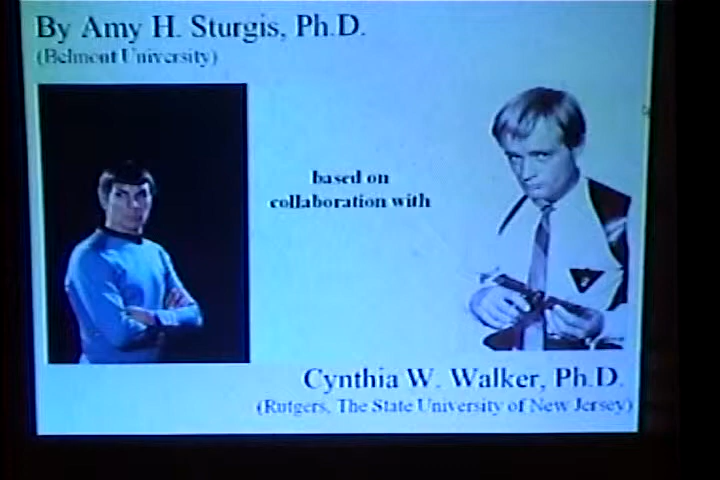 By Amy H. Sturgis, Ph.D.
(Belmont University)
based on
collaboration with
Cynthia W. Walker, Ph.D.
(Rutgers, The State University of New Jersey)